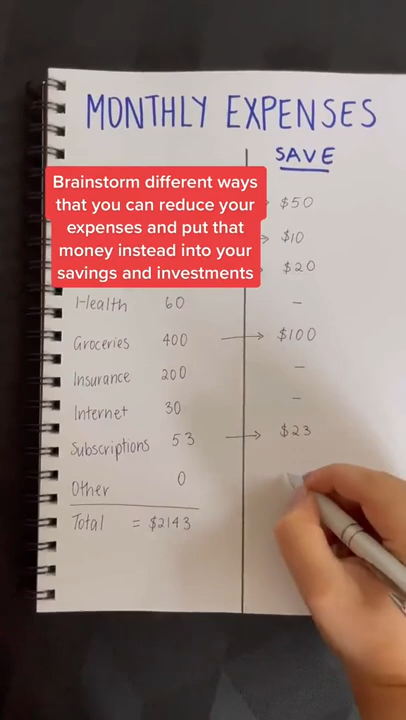 MONTHLY EXPENSES
SAVE
Brainstorm different ways
that you can reduce your
expenses and put that
money instead into your
savings and investments
→ $50
→ $10
→ $20
Health 60 –
Groceries 400 → $100
Insurance 200 –
Internet 30 –
Subscriptions 53 → $23
Other 0
Total = $2143